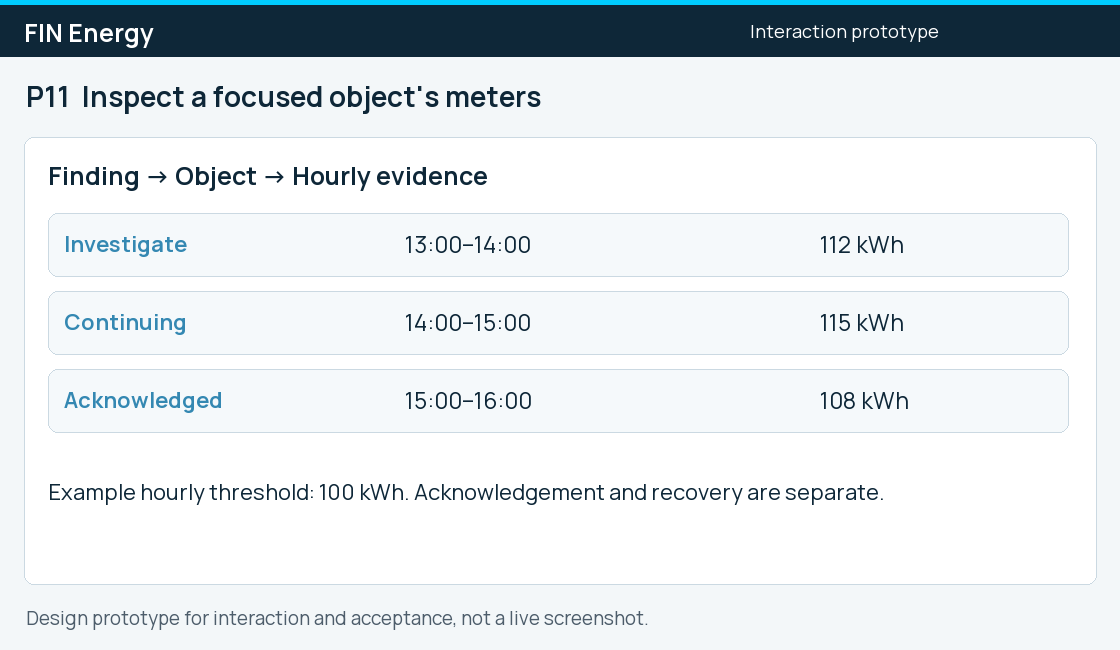 FIN Energy
Interaction prototype
P11 Inspect a focused object's meters
Finding → Object → Hourly evidence
Investigate 13:00–14:00 112 kWh
Continuing 14:00–15:00 115 kWh
Acknowledged 15:00–16:00 108 kWh
Example hourly threshold: 100 kWh. Acknowledgement and recovery are separate.
Design prototype for interaction and acceptance, not a live screenshot.